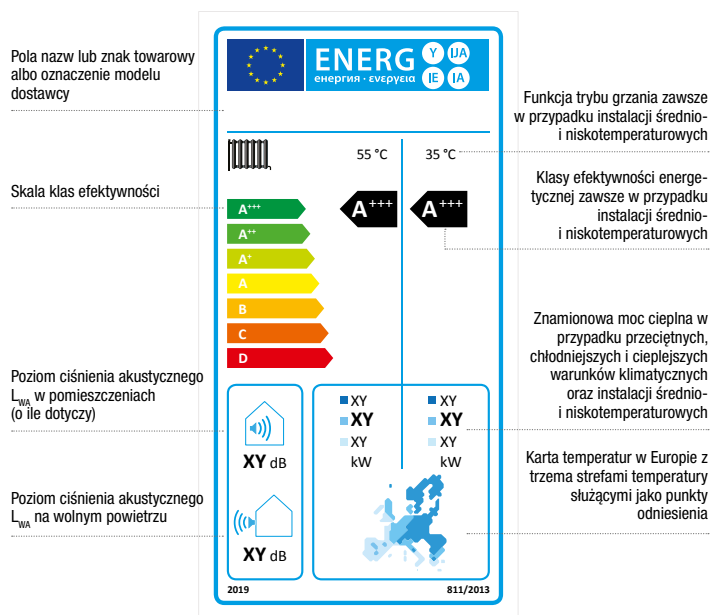 Pola nazw lub znak towarowy
albo oznaczenie modelu
dostawcy
Skala klas efektywności
Poziom ciśnienia akustycznego
LWA w pomieszczeniach
(o ile dotyczy)
Poziom ciśnienia akustycznego
LWA na wolnym powietrzu
ENERG
енергия · ενεργεια
Y IJA
IE IA
55 °C
35 °C
A+++
A++
A+
A
B
C
D
A+++
A+++
XY dB
XY dB
XY
XY
XY
kW
XY
XY
XY
kW
2019
811/2013
Funkcja trybu grzania zawsze
w przypadku instalacji średnio-
i niskotemperaturowych
Klasy efektywności energe-
tycznej zawsze w przypadku
instalacji średnio-
i niskotemperaturowych
Znamionowa moc cieplna w
przypadku przeciętnych,
chłodniejszych i cieplejszych
warunków klimatycznych
oraz instalacji średnio-
i niskotemperaturowych
Karta temperatur w Europie z
trzema strefami temperatury
służącymi jako punkty
odniesienia